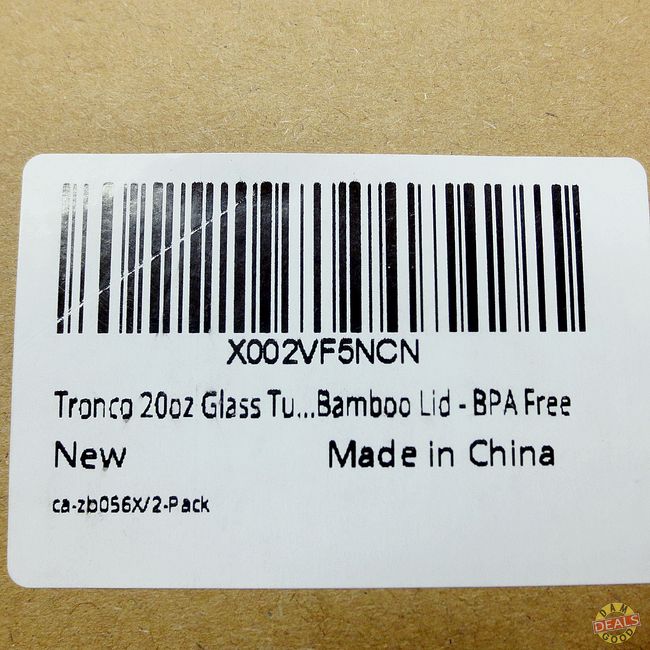 X002VF5NCN
Tronco 20oz Glass Tu...Bamboo Lid - BPA Free
New Made in China
ca-zb056X/2-Pack
DAM
DEALS
GOOD